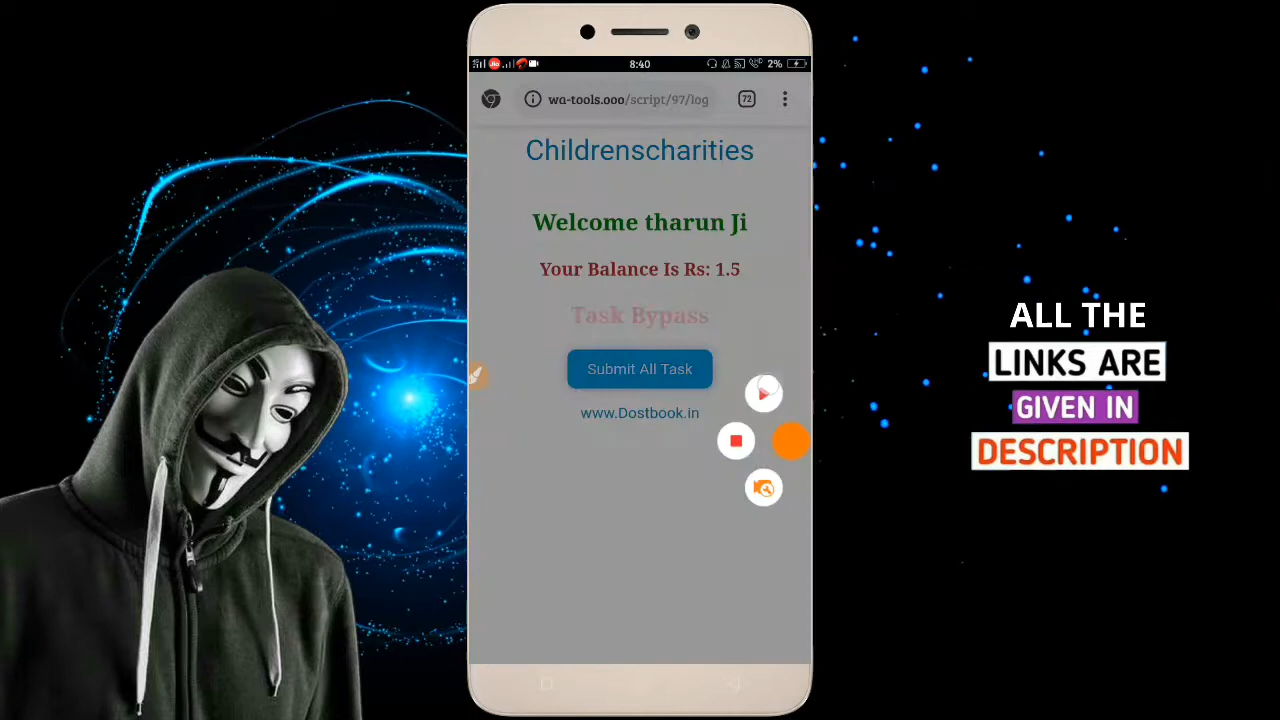 8:40
2%
wa-tools.ooo/script/97/log
72
Childrenscharities
Welcome tharun Ji
Your Balance Is Rs: 1.5
Task Bypass
Submit All Task
www.Dostbook.in
ALL THE
LINKS ARE
GIVEN IN
DESCRIPTION